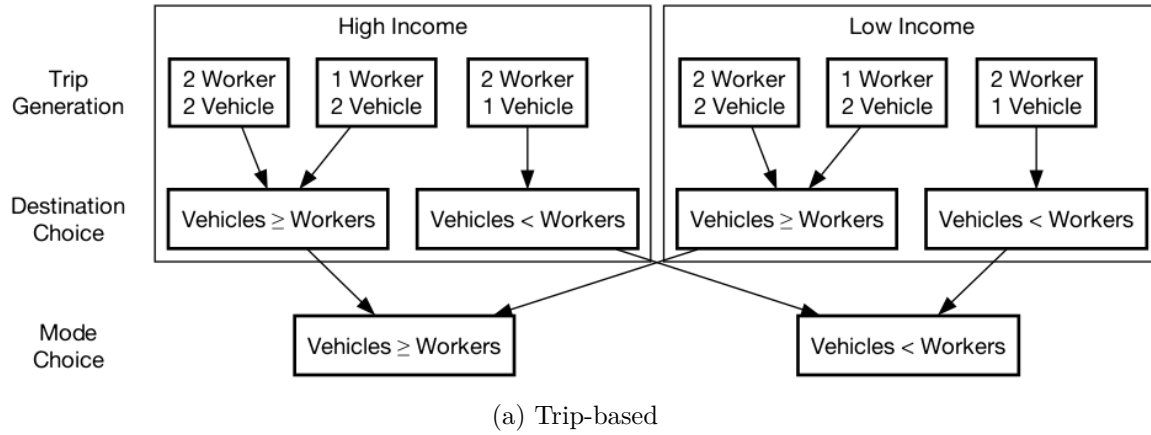 High Income
Low Income
Trip
Generation
2 Worker
2 Vehicle
1 Worker
2 Vehicle
2 Worker
1 Vehicle
2 Worker
2 Vehicle
1 Worker
2 Vehicle
2 Worker
1 Vehicle
Destination
Choice
Vehicles ≥ Workers
Vehicles < Workers
Vehicles ≥ Workers
Vehicles < Workers
Mode
Choice
Vehicles ≥ Workers
Vehicles < Workers
(a) Trip-based